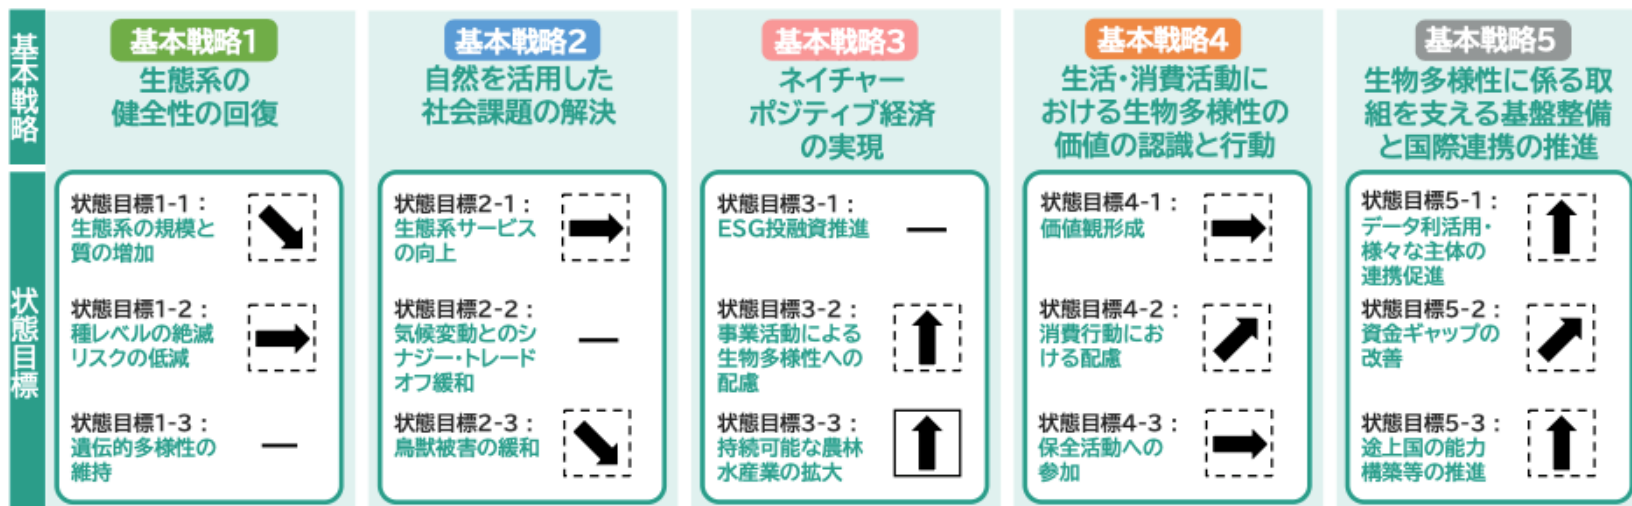 基本戦略
基本戦略1
生態系の
健全性の回復
基本戦略2
自然を活用した
社会課題の解決
基本戦略3
ネイチャー
ポジティブ経済
の実現
基本戦略4
生活・消費活動に
おける生物多様性の
価値の認識と行動
基本戦略5
生物多様性に係る取
組を支える基盤整備
と国際連携の推進
状態目標
状態目標1-1：
生態系の規模と
質の増加
状態目標1-2：
種レベルの絶滅
リスクの低減
状態目標1-3：
遺伝的多様性の
維持
状態目標2-1：
生態系サービス
の向上
状態目標2-2：
気候変動とのシ
ナジー・トレード
オフ緩和
状態目標2-3：
鳥獣被害の緩和
状態目標3-1：
ESG投融資推進
状態目標3-2：
事業活動による
生物多様性への
配慮
状態目標3-3：
持続可能な農林
水産業の拡大
状態目標4-1：
価値観形成
状態目標4-2：
消費行動にお
ける配慮
状態目標4-3：
保全活動への
参加
状態目標5-1：
データ利活用・
様々な主体の
連携促進
状態目標5-2：
資金ギャップの
改善
状態目標5-3：
途上国の能力
構築等の推進